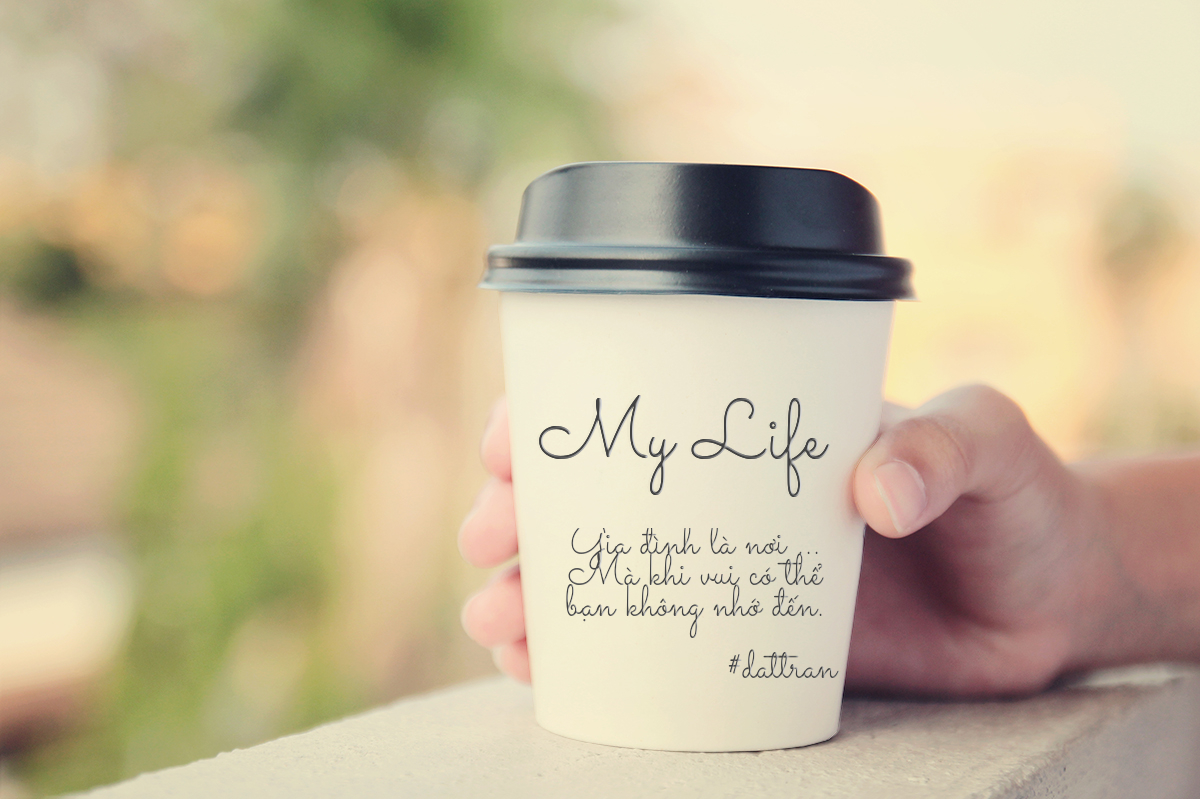 My Life
Gia đình là nơi ...
Mà khi vui có thể
bạn không nhớ đến.
#dattran